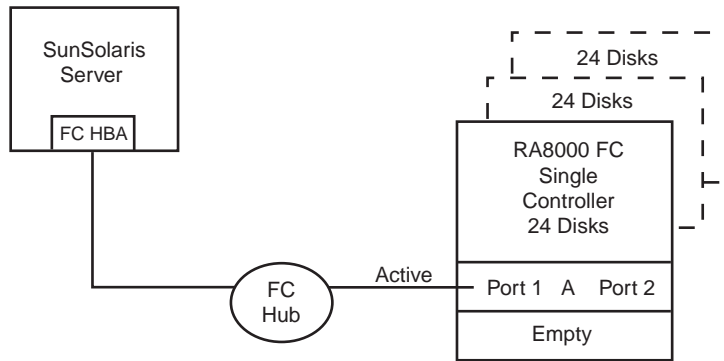 SunSolaris
Server
FC HBA
24 Disks
24 Disks
RA8000 FC
Single
Controller
24 Disks
Active
FC
Hub
Port 1 A Port 2
Empty